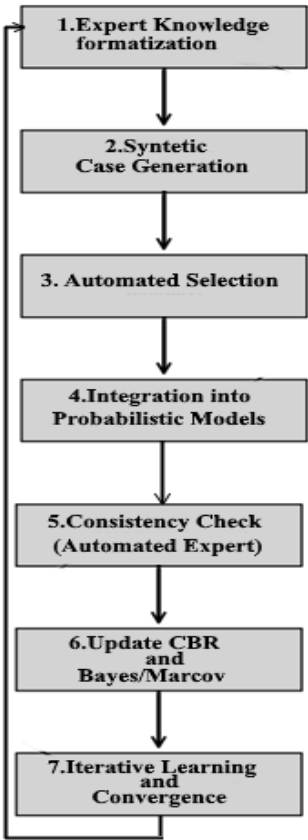 1.Expert Knowledge
formatization
2.Syntetic
Case Generation
3. Automated Selection
4.Integration into
Probabilistic Models
5.Consistency Check
(Automated Expert)
6.Update CBR
and
Bayes/Marcov
7.Iterative Learning
and
Convergence